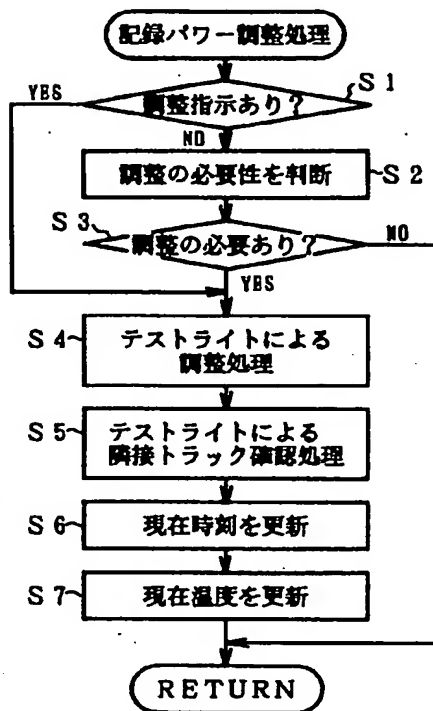 記録パワー調整処理
S1
YES
調整指示あり?
NO
調整の必要性を判断
S2
S3
調整の必要あり?
NO
YES
S4
テストライトによる
調整処理
S5
テストライトによる
隣接トラック確認処理
S6
現在時刻を更新
S7
現在温度を更新
RETURN